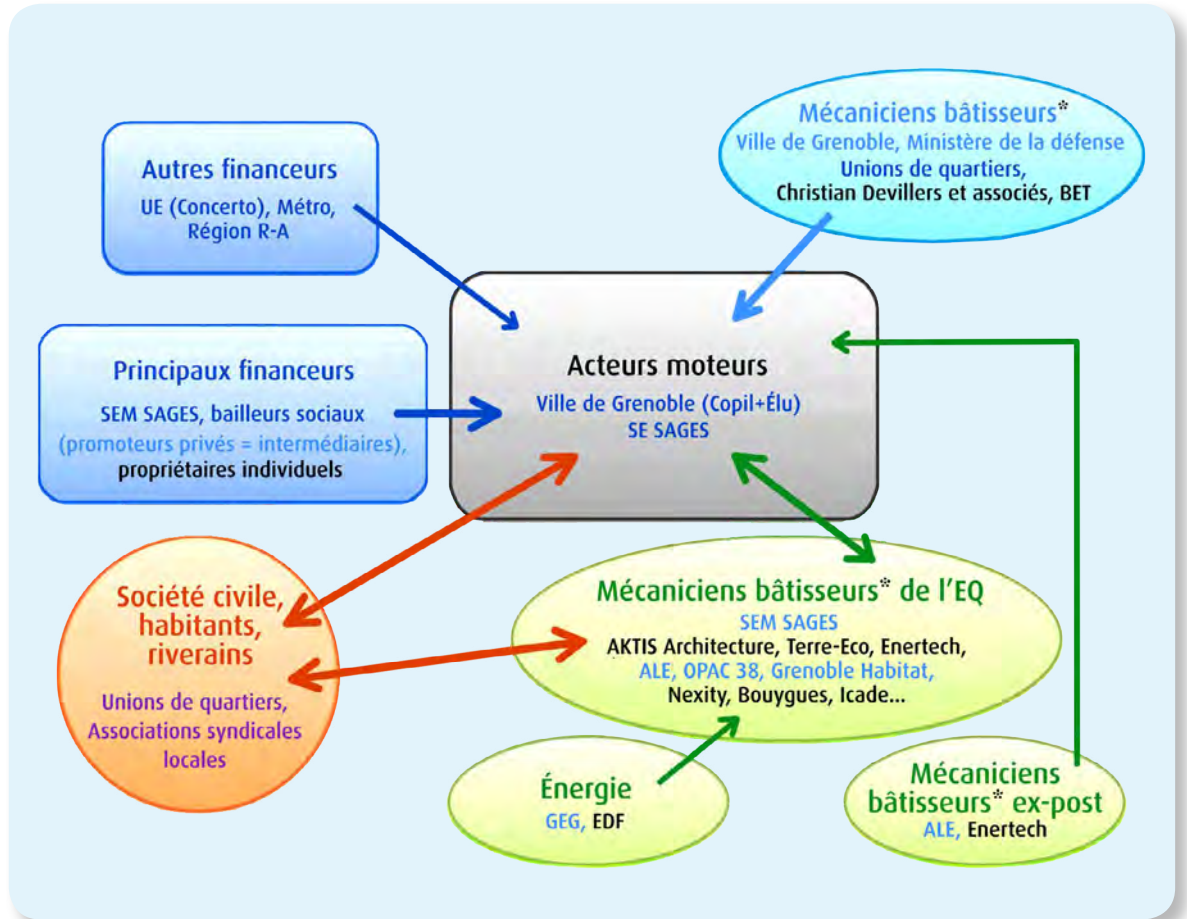 Mécaniciens bâtisseurs*
Ville de Grenoble, Ministère de la défense
Unions de quartiers,
Christian Devillers et associés, BET
Autres financeurs
UE (Concerto), Métro,
Région R-A
Principaux financeurs
SEM SAGES, bailleurs sociaux
(promoteurs privés = intermédiaires),
propriétaires individuels
Acteurs moteurs
Ville de Grenoble (Copil+Élu)
SE SAGES
Société civile,
habitants,
riverains
Unions de quartiers,
Associations syndicales
locales
Mécaniciens bâtisseurs* de l'EQ
SEM SAGES
AKTIS Architecture, Terre-Eco, Enertech,
ALE, OPAC 38, Grenoble Habitat,
Nexity, Bouygues, Icade...
Énergie
GEG, EDF
Mécaniciens
bâtisseurs* ex-post
ALE, Enertech